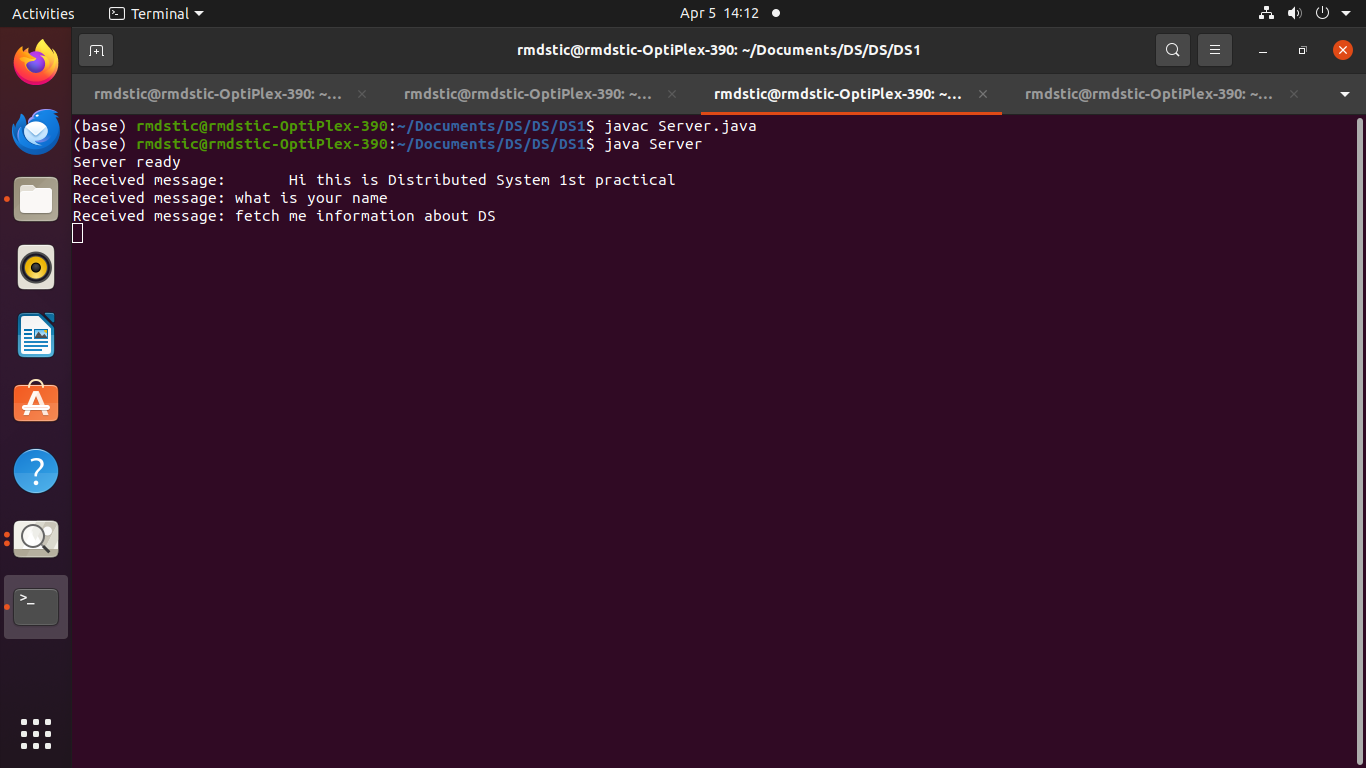 Activities Terminal Apr 5 14:12
rmdstic@rmdstic-OptiPlex-390: ~/Documents/DS/DS/DS1
rmdstic@rmdstic-OptiPlex-390: ~... rmdstic@rmdstic-OptiPlex-390: ~... rmdstic@rmdstic-OptiPlex-390: ~... rmdstic@rmdstic-OptiPlex-390: ~...
(base) rmdstic@rmdstic-OptiPlex-390:~/Documents/DS/DS/DS1$ javac Server.java
(base) rmdstic@rmdstic-OptiPlex-390:~/Documents/DS/DS/DS1$ java Server
Server ready
Received message:       Hi this is Distributed System 1st practical
Received message: what is your name
Received message: fetch me information about DS